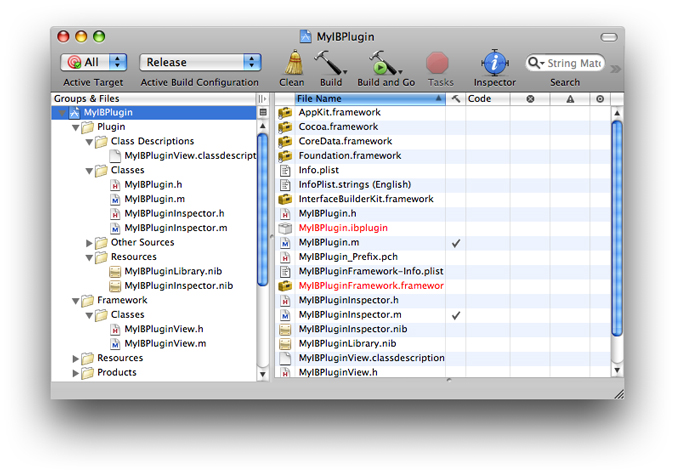 MyIBPlugin
All
Release
String Mat
Active Target
Active Build Configuration
Clean
Build
Build and Go
Tasks
Inspector
Search
Groups & Files
MyIBPlugin
Plugin
Class Descriptions
MyIBPluginView.classdescript
Classes
MyIBPlugin.h
MyIBPlugin.m
MyIBPluginInspector.h
MyIBPluginInspector.m
Other Sources
Resources
MyIBPluginLibrary.nib
MyIBPluginInspector.nib
Framework
Classes
MyIBPluginView.h
MyIBPluginView.m
Resources
Products
File Name
Code
AppKit.framework
Cocoa.framework
CoreData.framework
Foundation.framework
Info.plist
InfoPlist.strings (English)
InterfaceBuilderKit.framework
MyIBPlugin.h
MyIBPlugin.ibplugin
MyIBPlugin.m
MyIBPlugin_Prefix.pch
MyIBPluginFramework-Info.plist
MyIBPluginFramework.framewor
MyIBPluginInspector.h
MyIBPluginInspector.m
MyIBPluginInspector.nib
MyIBPluginLibrary.nib
MyIBPluginView.classdescription
MyIBPluginView.h